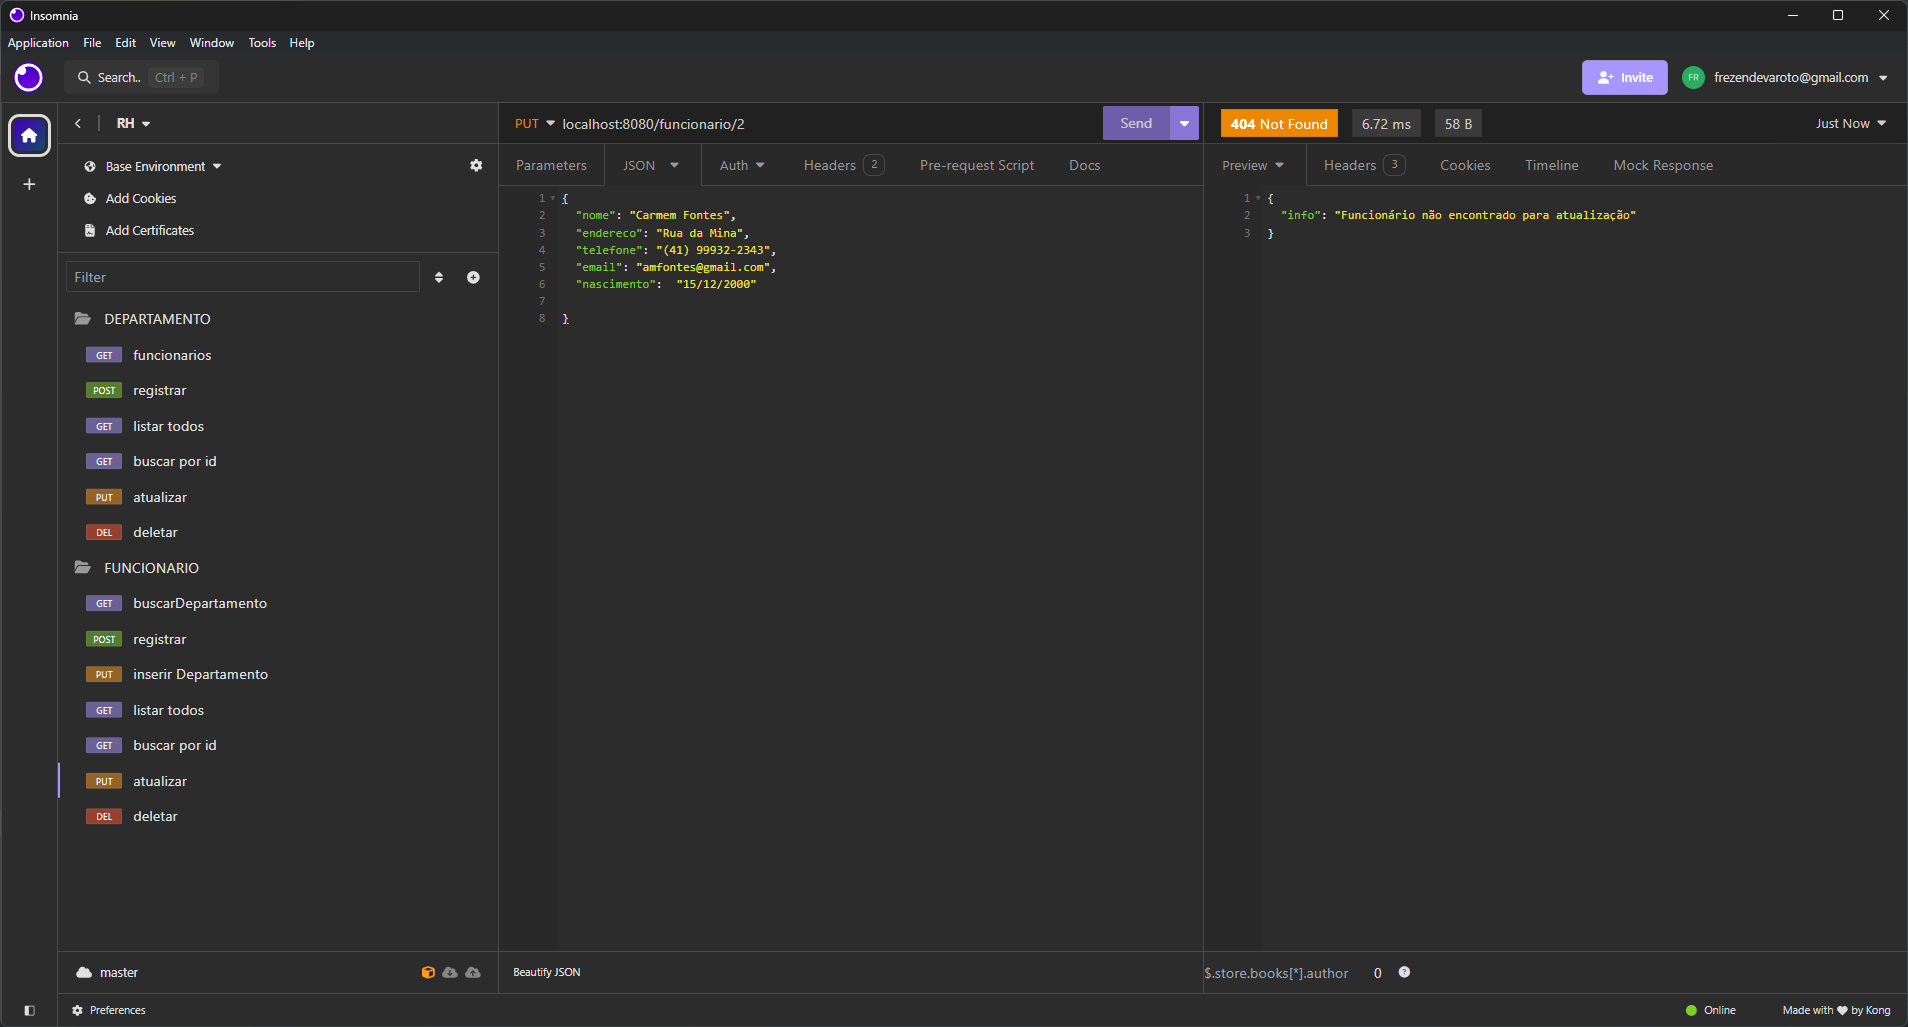 Insomnia
Application File Edit View Window Tools Help
Search.. Ctrl + P
Invite
FR
frezendevaroto@gmail.com
RH
Base Environment
Add Cookies
Add Certificates
Filter
DEPARTAMENTO
GET funcionarios
POST registrar
GET listar todos
GET buscar por id
PUT atualizar
DEL deletar
FUNCIONARIO
GET buscarDepartamento
POST registrar
PUT inserir Departamento
GET listar todos
GET buscar por id
PUT atualizar
DEL deletar
master
Preferences
PUT localhost:8080/funcionario/2
Send
Parameters JSON Auth Headers 2 Pre-request Script Docs
1 {
2 "nome": "Carmem Fontes",
3 "endereco": "Rua da Mina",
4 "telefone": "(41) 99932-2343",
5 "email": "amfontes@gmail.com",
6 "nascimento": "15/12/2000"
7
8 }
Beautify JSON
404 Not Found 6.72 ms 58 B Just Now
Preview Headers 3 Cookies Timeline Mock Response
1 {
2 "info": "Funcionário não encontrado para atualização"
3 }
$.store.books[*].author 0
Online
Made with ♥ by Kong